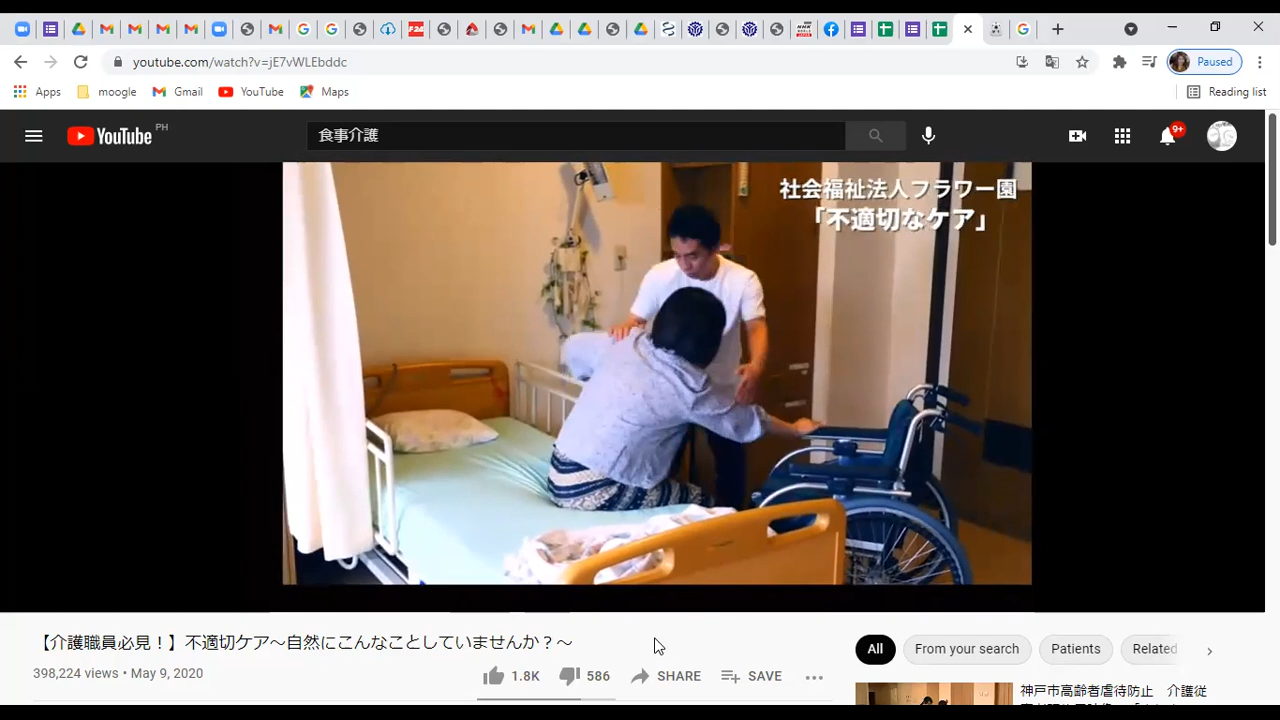 youtube.com/watch?v=jE7vWLEbddc
Paused
Apps
moogle
Gmail
YouTube
Maps
Reading list
YouTube PH
食事介護
9+
社会福祉法人フラワー園
「不適切なケア」
【介護職員必見！】不適切ケア～自然にこんなことしていませんか？～
398,224 views • May 9, 2020
1.8K
586
SHARE
SAVE
All
From your search
Patients
Related
神戸市高齢者虐待防止 介護従